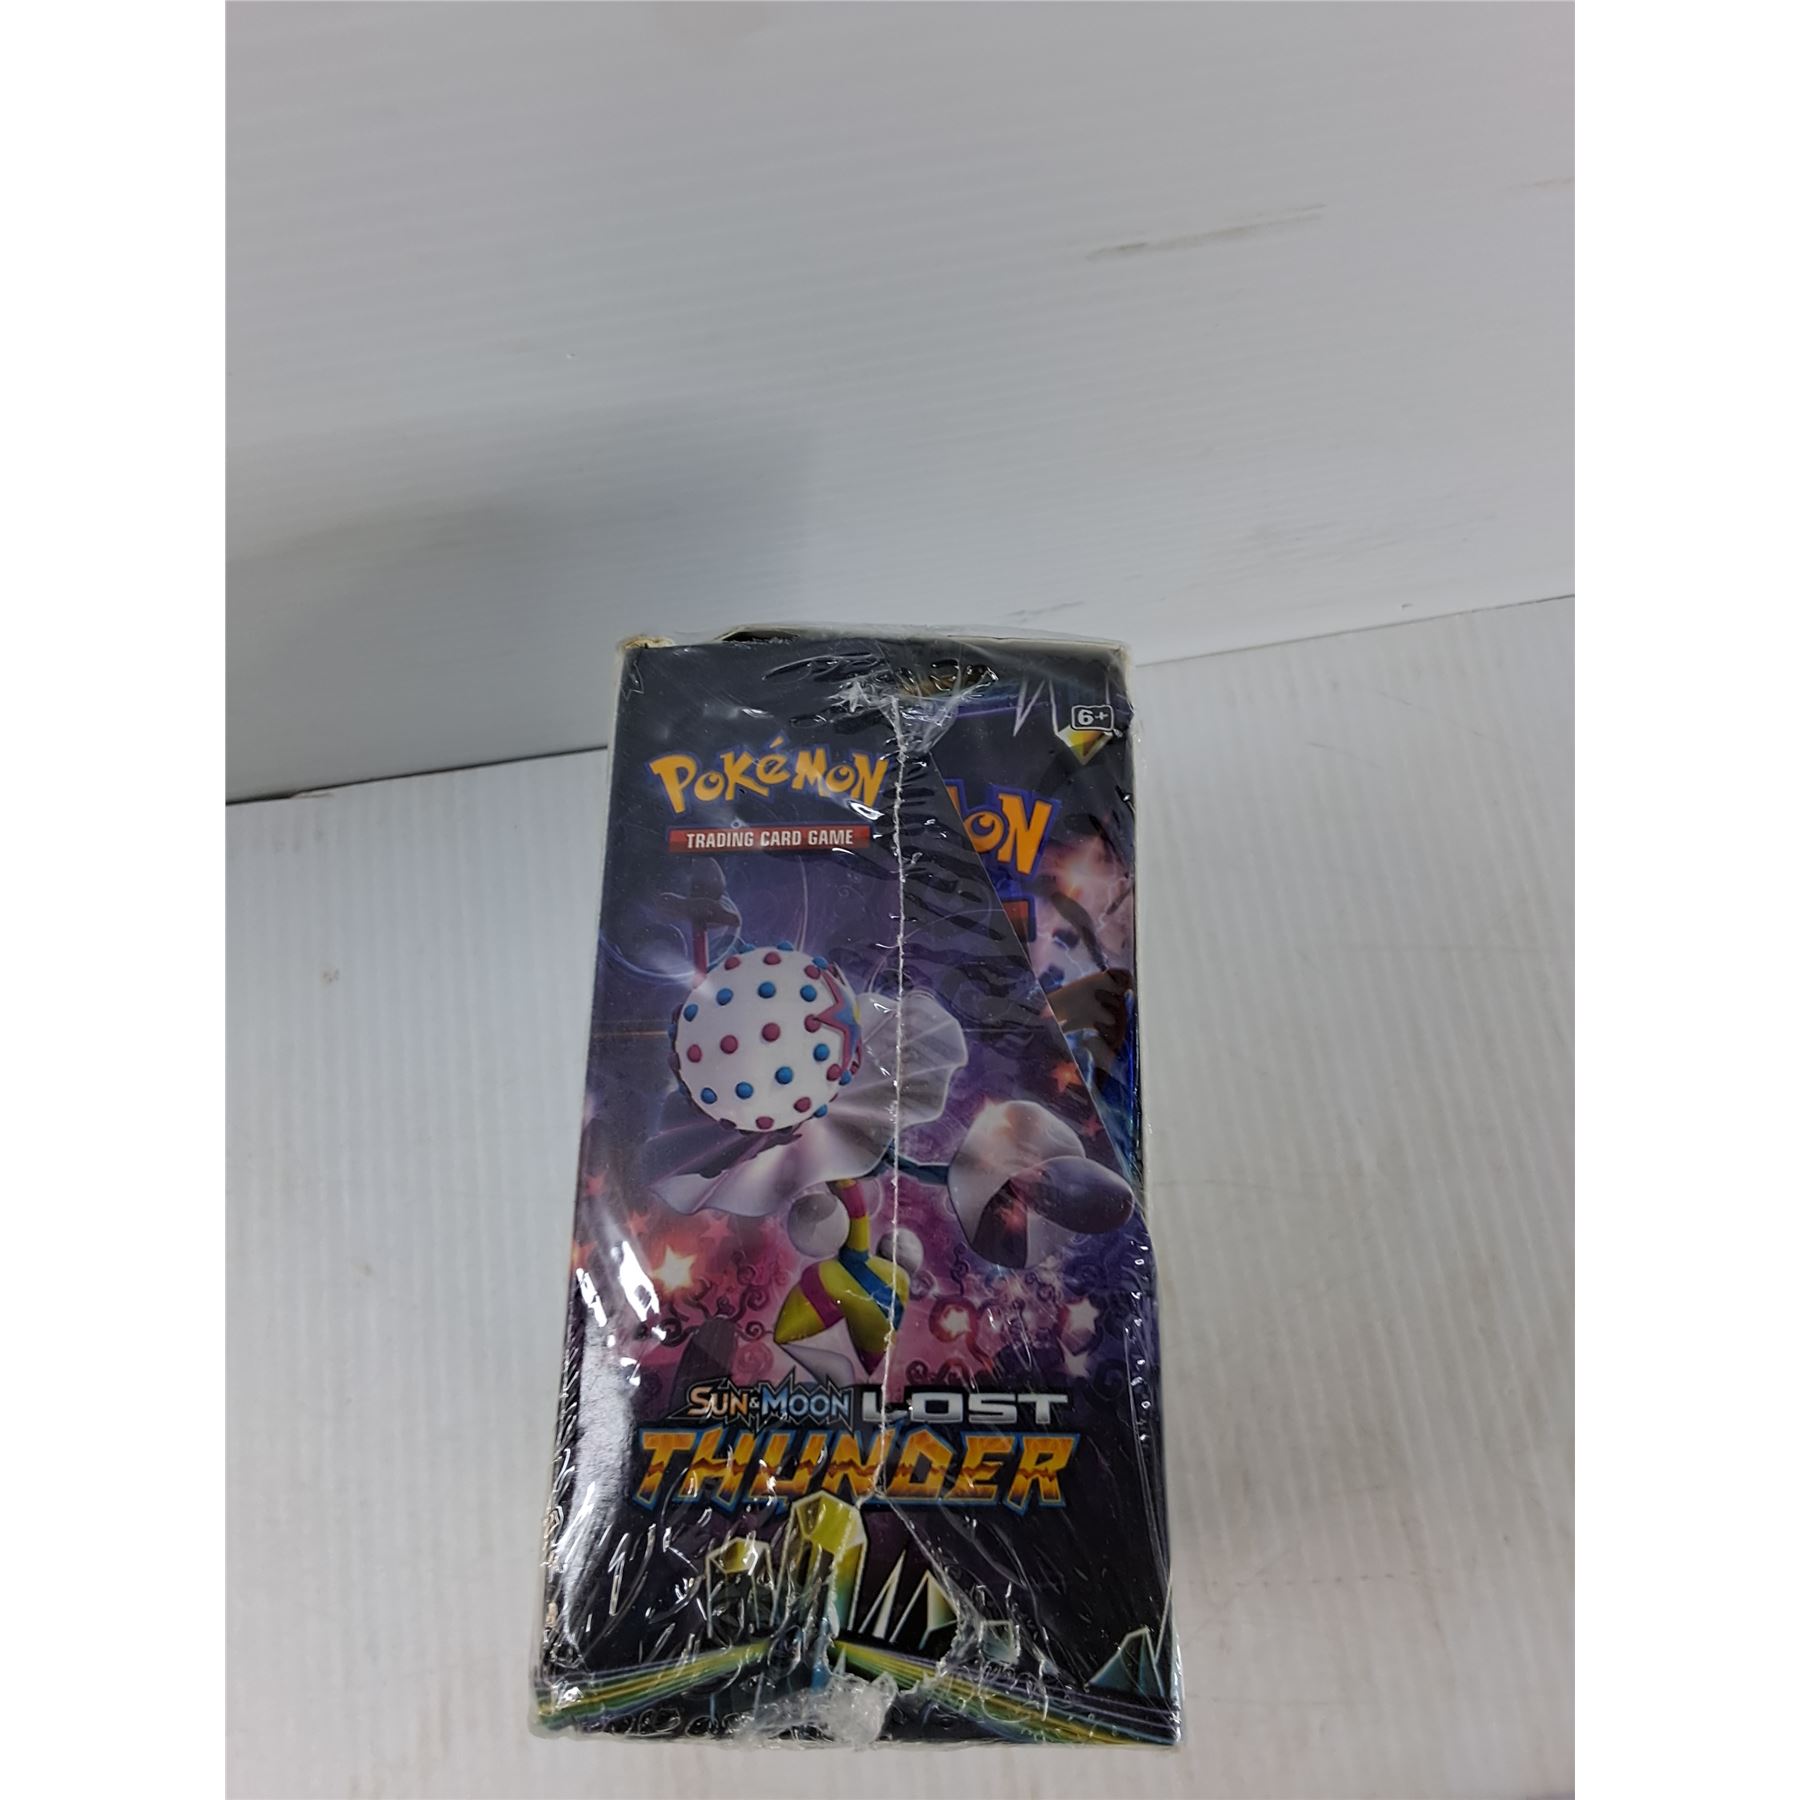 6+
POKéMON
TRADING CARD GAME
SUN & MOON LOST
THUNDER